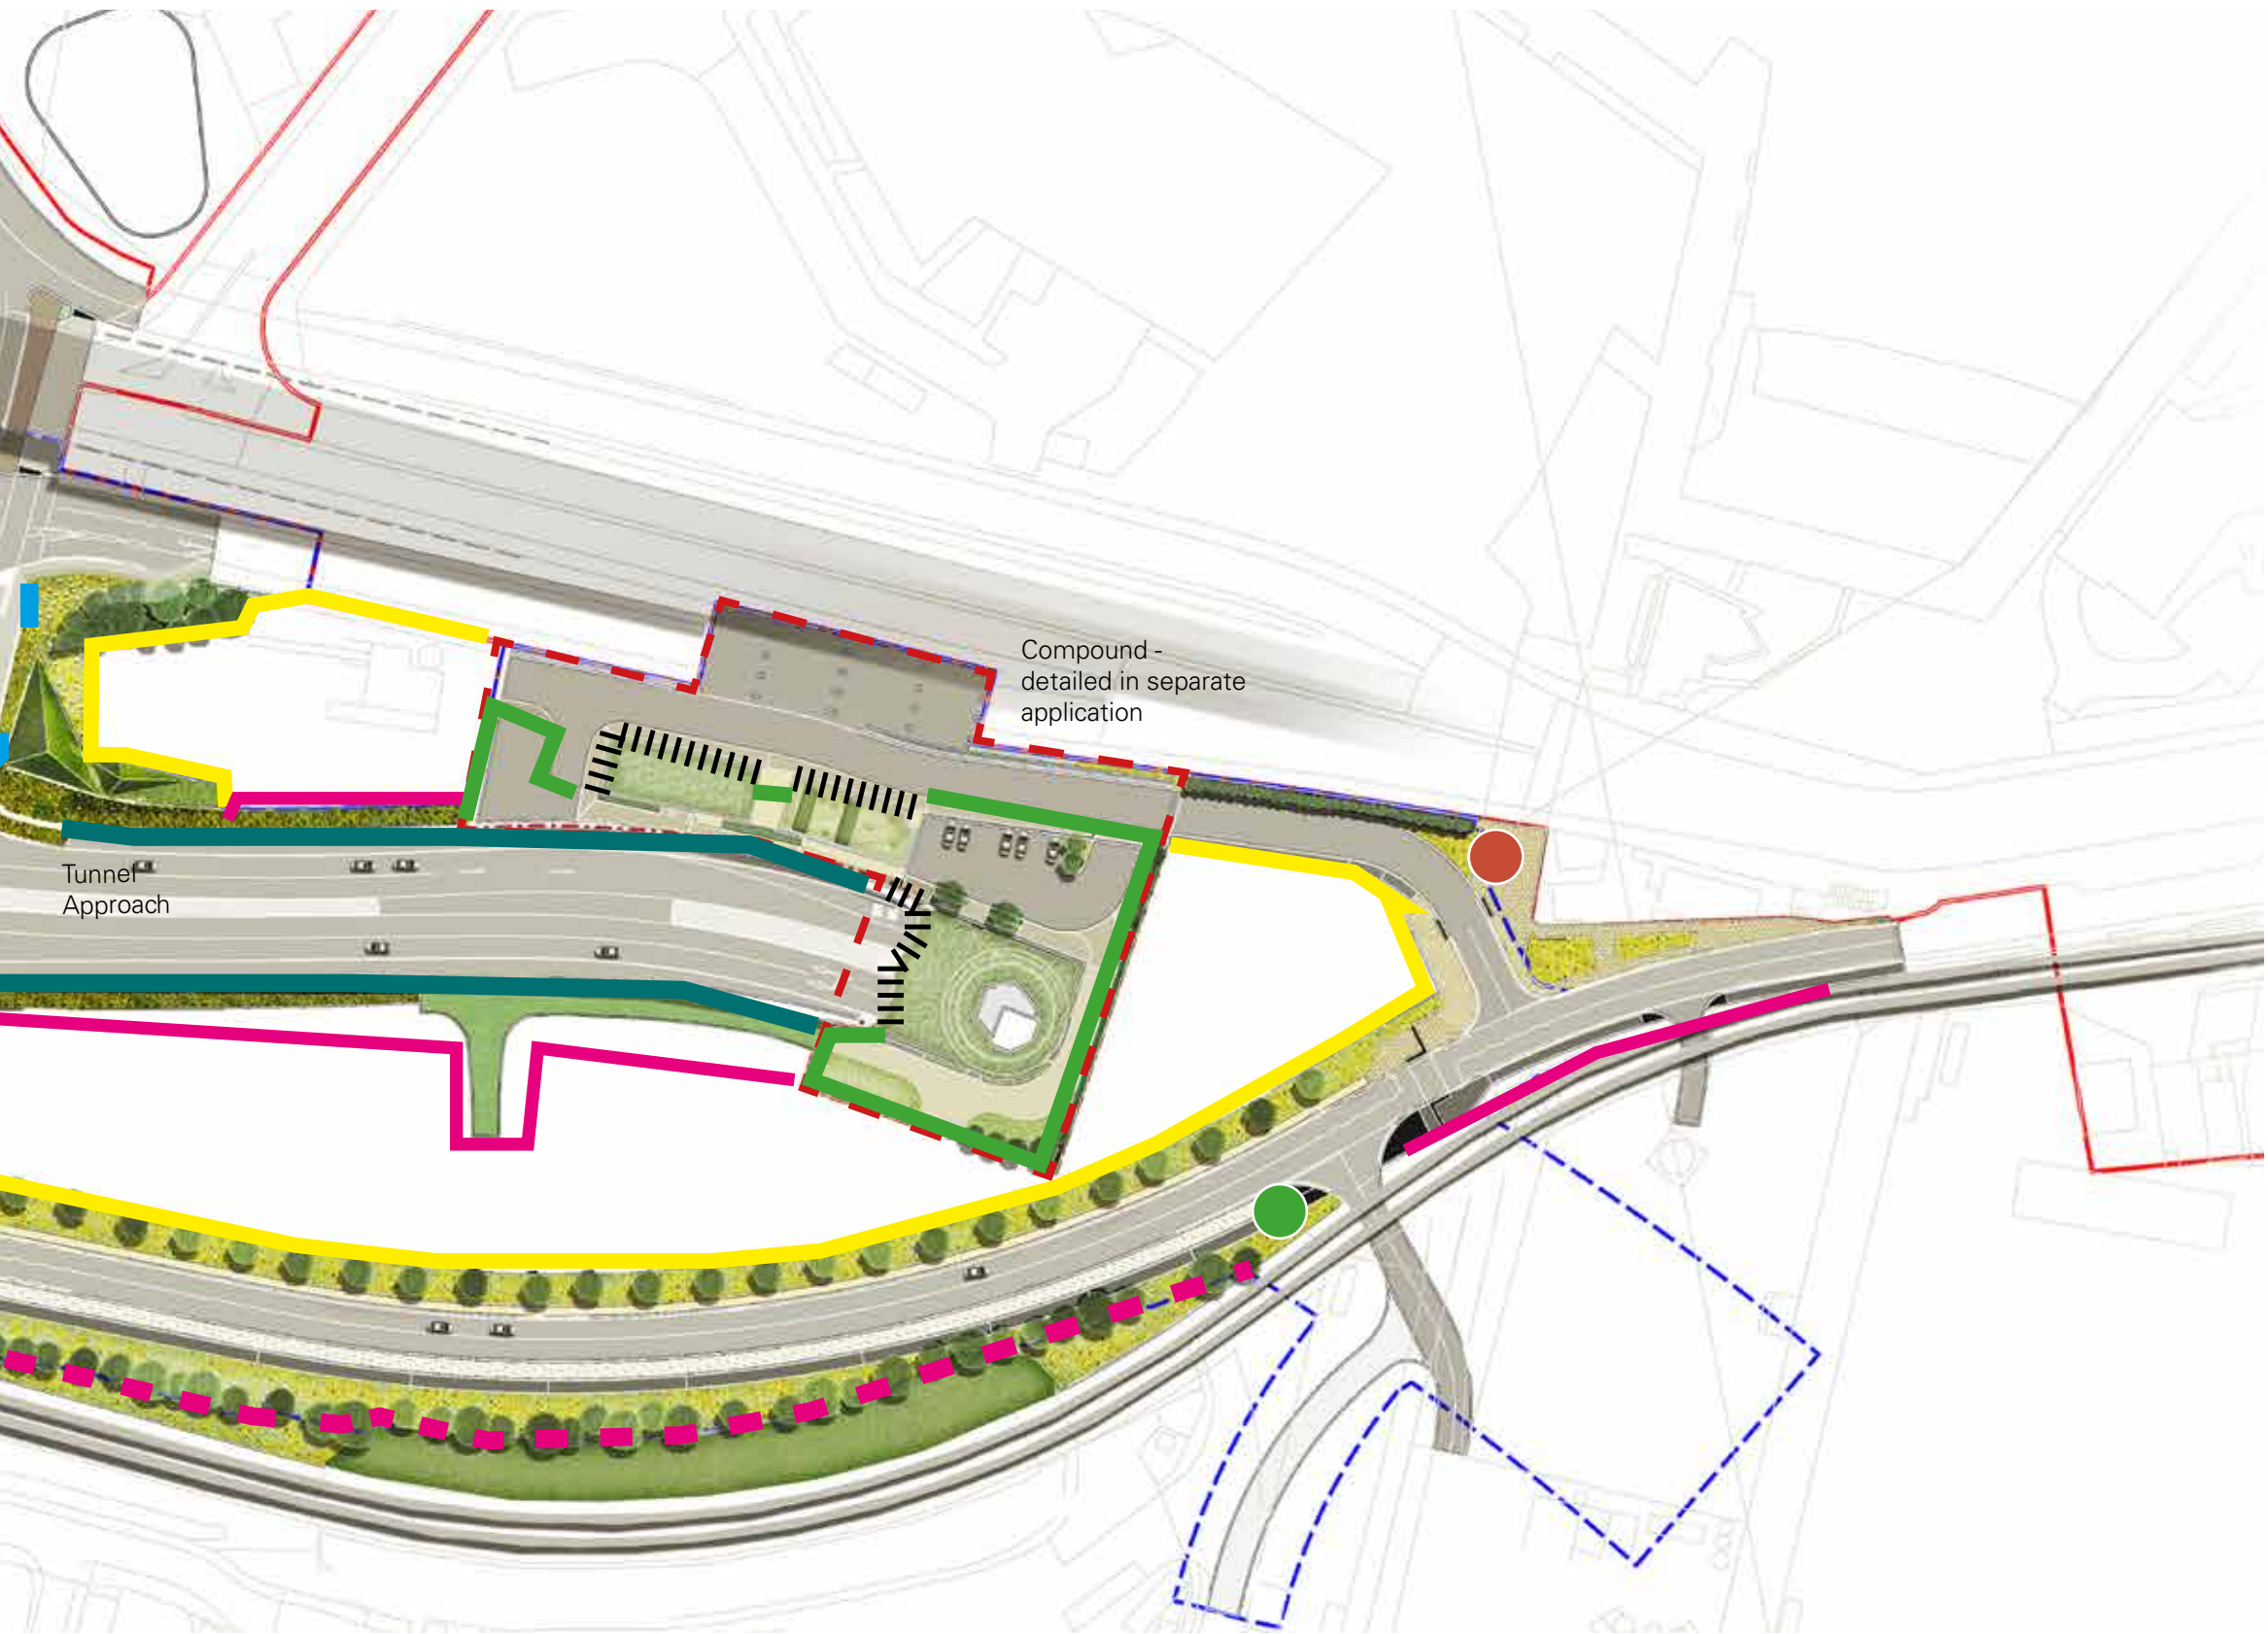 Compound -
detailed in separate
application
Tunnel
Approach